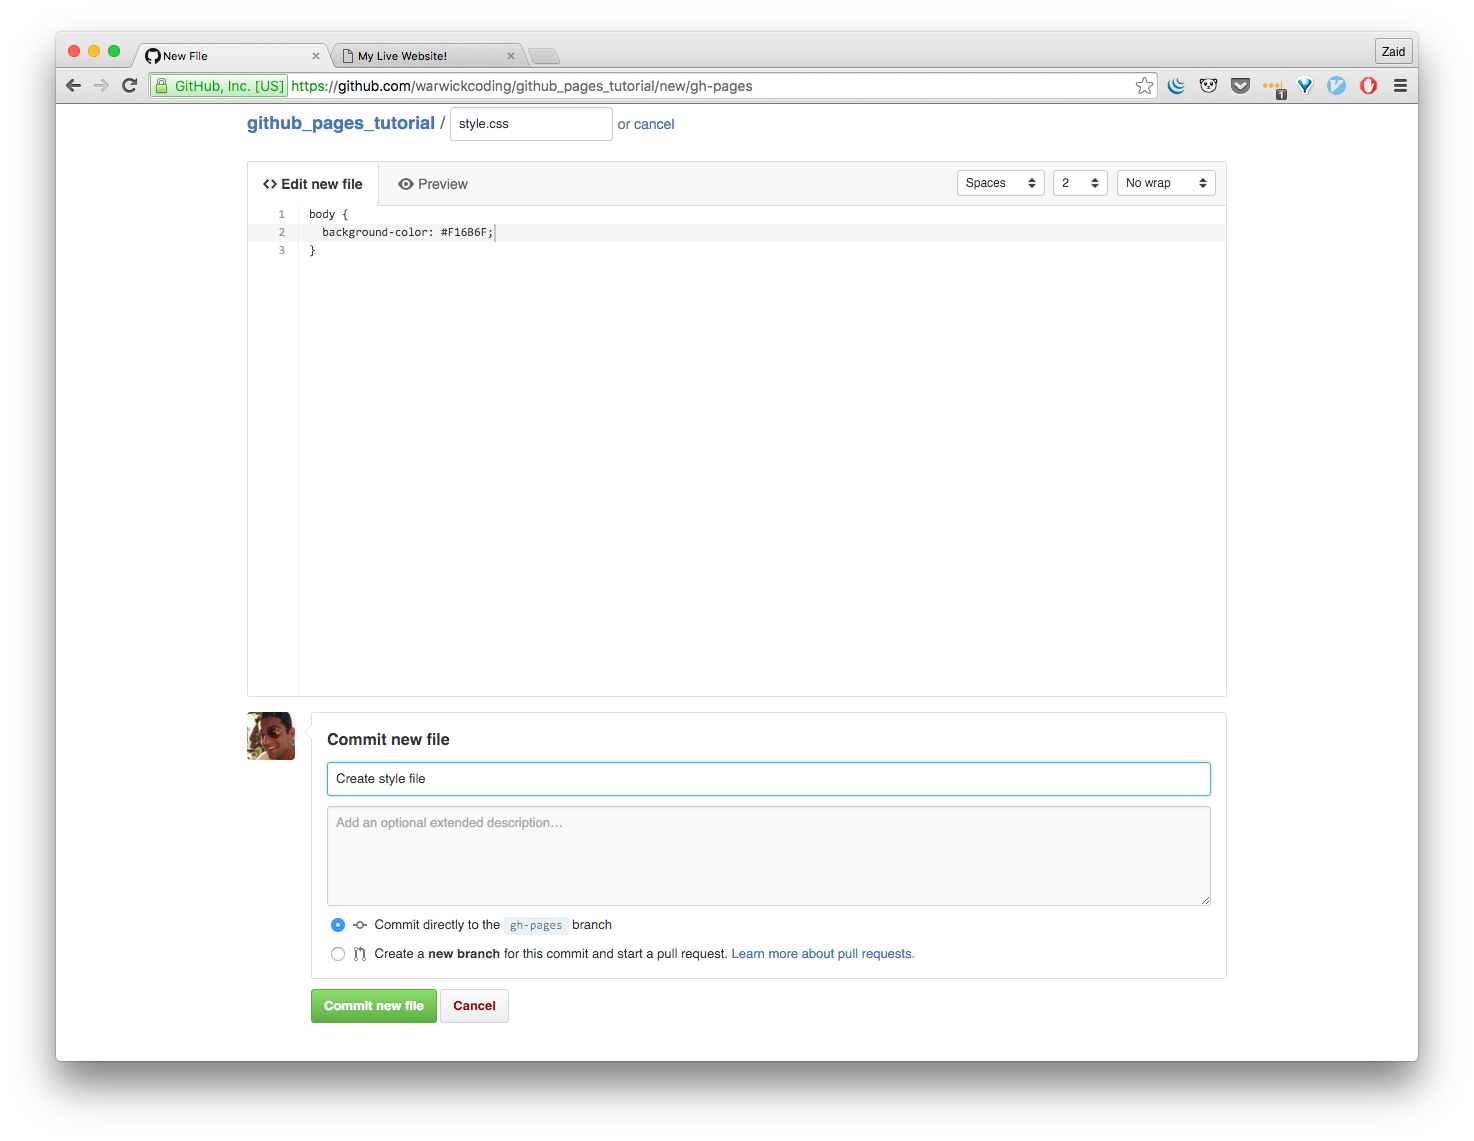 New File
My Live Website!
Zaid
GitHub, Inc. [US] https://github.com/warwickcoding/github_pages_tutorial/new/gh-pages
1
github_pages_tutorial / style.css or cancel
<> Edit new file Preview Spaces 2 No wrap
1 body {
2 background-color: #F16B6F;
3 }
Commit new file
Create style file
Add an optional extended description…
Commit directly to the gh-pages branch
Create a new branch for this commit and start a pull request. Learn more about pull requests.
Commit new file Cancel